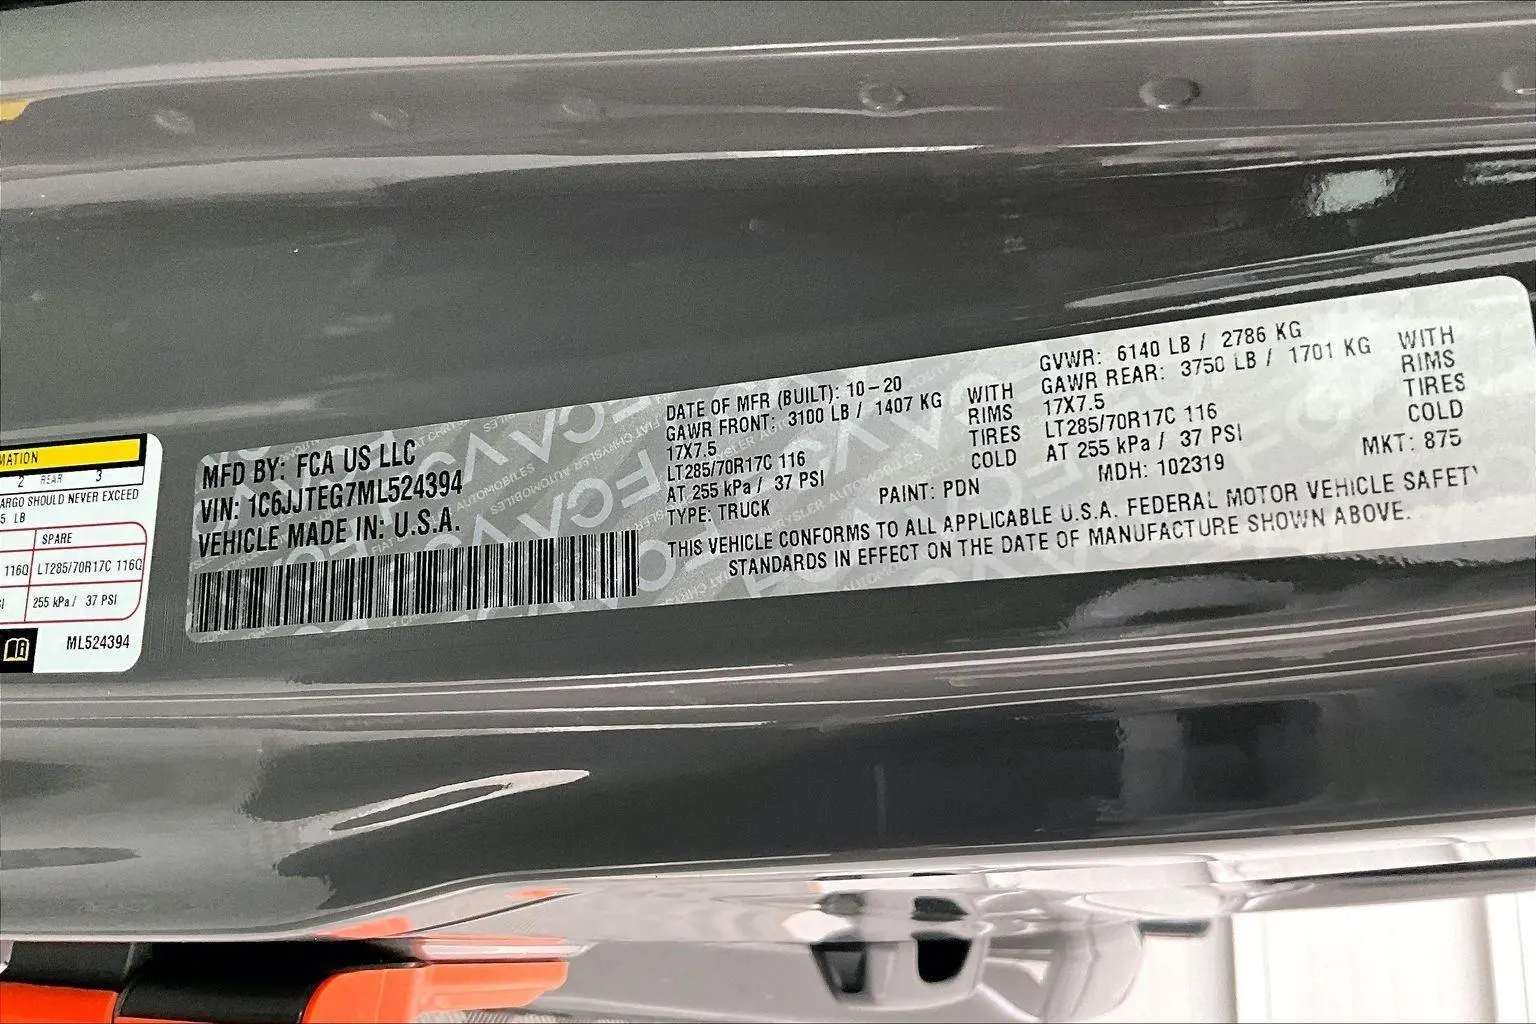 MATION
2 REAR 3
ARGO SHOULD NEVER EXCEED
5 LB
SPARE
116Q LT285/70R17C 116Q
255 kPa / 37 PSI
ML524394
MFD BY: FCA US LLC
VIN: 1C6JJTEG7ML524394
VEHICLE MADE IN: U.S.A.
DATE OF MFR (BUILT): 10-20
GAWR FRONT: 3100 LB / 1407 KG WITH
17X7.5 RIMS
LT285/70R17C 116 TIRES
AT 255 kPa / 37 PSI COLD
TYPE: TRUCK PAINT: PDN
GVWR: 6140 LB / 2786 KG
GAWR REAR: 3750 LB / 1701 KG WITH
17X7.5 RIMS
LT285/70R17C 116 TIRES
AT 255 kPa / 37 PSI COLD
MDH: 102319 MKT: 875
THIS VEHICLE CONFORMS TO ALL APPLICABLE U.S.A. FEDERAL MOTOR VEHICLE SAFETY
STANDARDS IN EFFECT ON THE DATE OF MANUFACTURE SHOWN ABOVE.